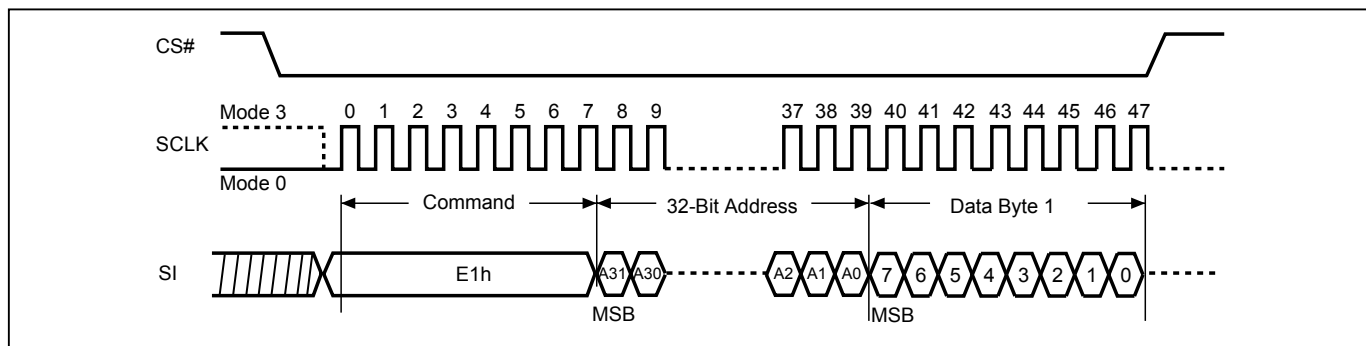 CS#
Mode 3
0 1 2 3 4 5 6 7 8 9 37 38 39 40 41 42 43 44 45 46 47
SCLK
Mode 0
Command 32-Bit Address Data Byte 1
SI E1h A31 A30 A2 A1 A0 7 6 5 4 3 2 1 0
MSB MSB